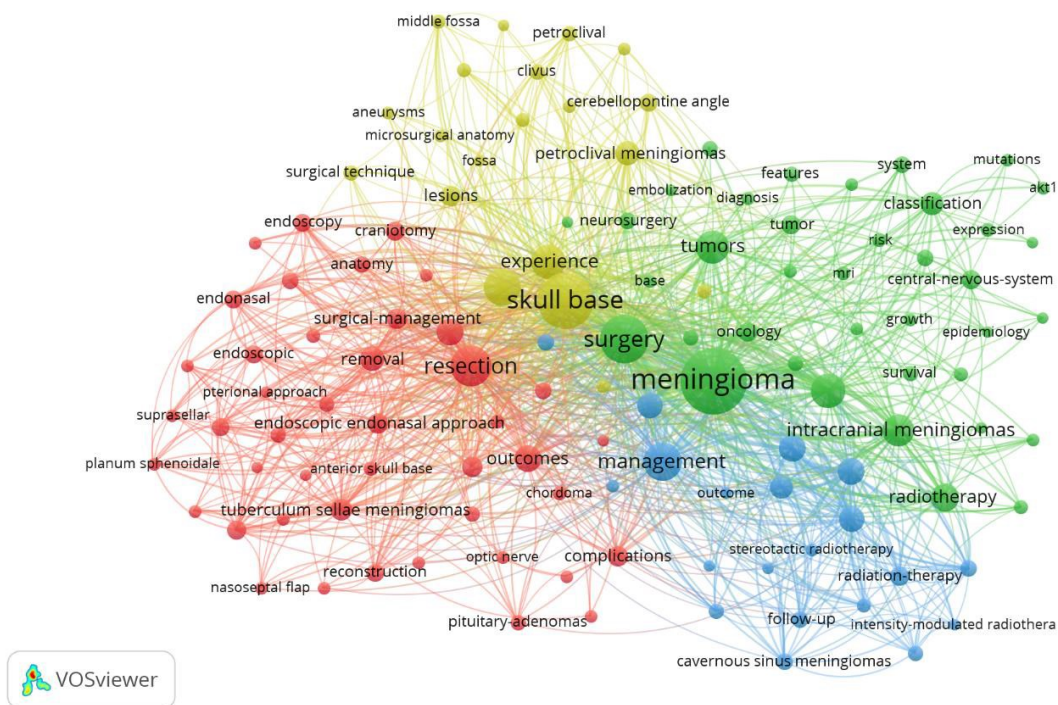 middle fossa
petroclival
clivus
aneurysms
cerebellopontine angle
microsurgical anatomy
fossa
petroclival meningiomas
surgical technique
lesions
embolization
features
system
mutations
diagnosis
akt1
classification
endoscopy
craniotomy
neurosurgery
tumor
expression
tumors
risk
experience
anatomy
base
mri
central-nervous-system
endonasal
skull base
surgical-management
growth
oncology
epidemiology
surgery
endoscopic
removal
resection
survival
meningioma
pterional approach
suprasellar
endoscopic endonasal approach
intracranial meningiomas
planum sphenoidale
anterior skull base
outcomes
management
chordoma
outcome
radiotherapy
tuberculum sellae meningiomas
optic nerve
complications
stereotactic radiotherapy
reconstruction
radiation-therapy
nasoseptal flap
pituitary-adenomas
follow-up
intensity-modulated radiothera
cavernous sinus meningiomas
VOSviewer